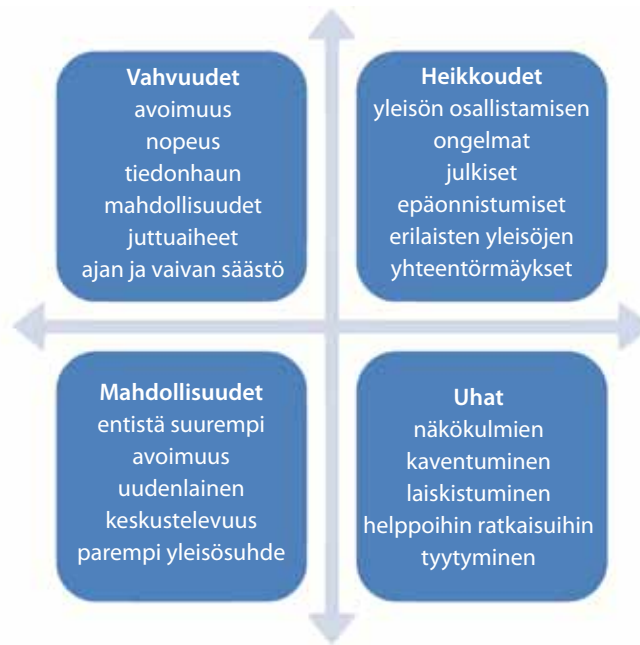 Vahvuudet
avoimuus
nopeus
tiedonhaun
mahdollisuudet
juttuaiheet
ajan ja vaivan säästö
Heikkoudet
yleisön osallistamisen
ongelmat
julkiset
epäonnistumiset
erilaisten yleisöjen
yhteentörmäykset
Mahdollisuudet
entistä suurempi
avoimuus
uudenlainen
keskustelevuus
parempi yleisösuhde
Uhat
näkökulmien
kaventuminen
laiskistuminen
helppoihin ratkaisuihin
tyytyminen